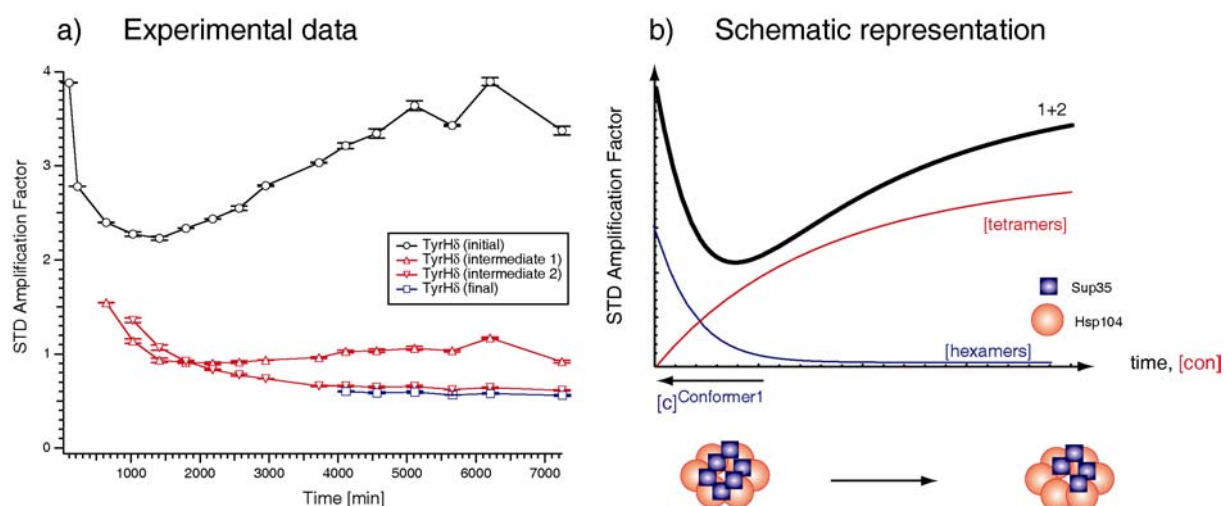 a) Experimental data
STD Amplification Factor
4
3
2
1
0
TyrHδ (initial)
TyrHδ (intermediate 1)
TyrHδ (intermediate 2)
TyrHδ (final)
1000 2000 3000 4000 5000 6000 7000
Time [min]
b) Schematic representation
STD Amplification Factor
1+2
[tetramers]
Sup35
Hsp104
[hexamers]
time, [con]
[c]Conformer1